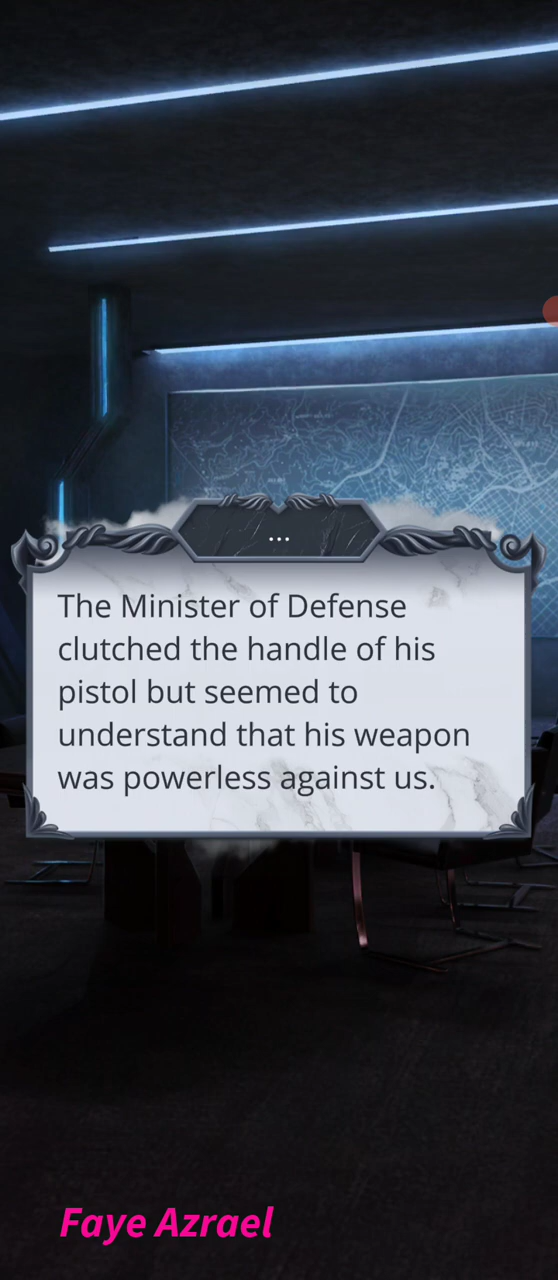 ...
The Minister of Defense
clutched the handle of his
pistol but seemed to
understand that his weapon
was powerless against us.
Faye Azrael